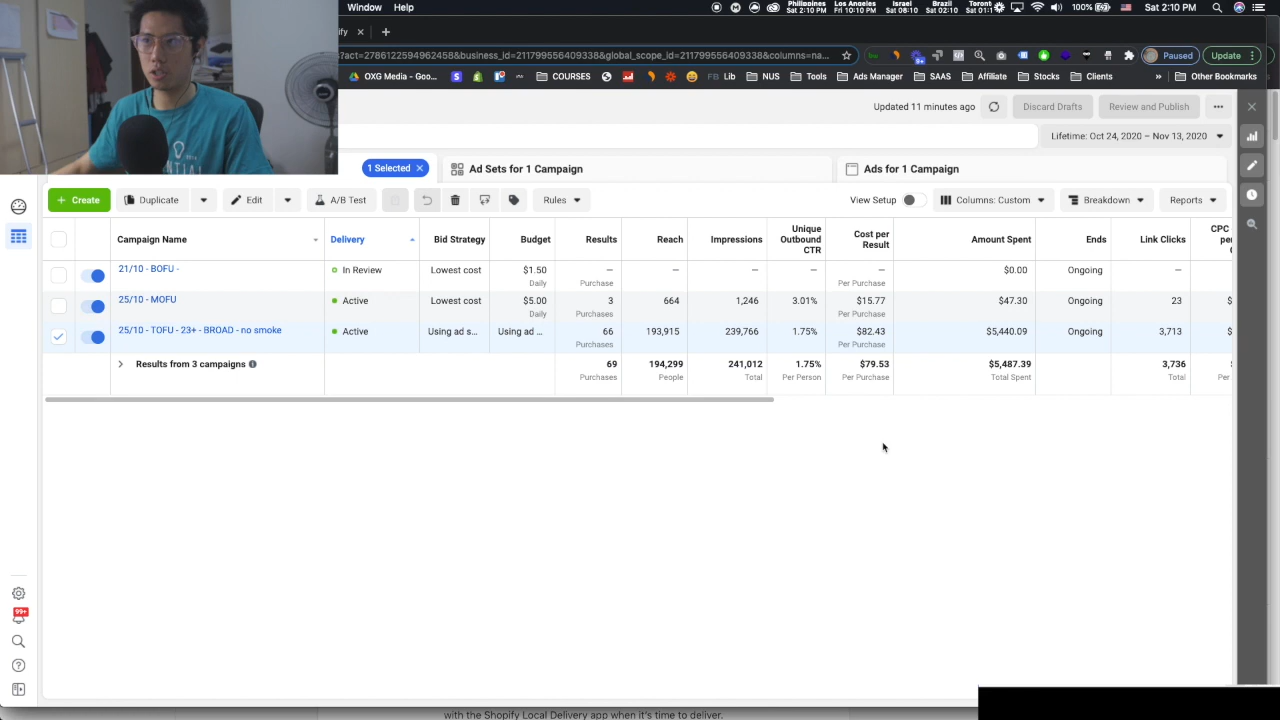 Window Help
Philippines
Sat 2:10 PM
Los Angeles
Fri 10:10 PM
Israel
Sat 08:10
Brazil
Sat 02:10
Toront
Sat 01:1
100%
Sat 2:10 PM
ify
?act=2786122594962458&business_id=211799556409338&global_scope_id=211799556409338&columns=na...
Paused
Update
OXG Media - Goo...
COURSES
FB Lib
NUS
Tools
Ads Manager
SAAS
Affiliate
Stocks
Clients
»
Other Bookmarks
Updated 11 minutes ago
Discard Drafts
Review and Publish
Lifetime: Oct 24, 2020 – Nov 13, 2020
1 Selected
Ad Sets for 1 Campaign
Ads for 1 Campaign
+ Create
Duplicate
Edit
A/B Test
Rules
View Setup
Columns: Custom
Breakdown
Reports
Campaign Name
Delivery
Bid Strategy
Budget
Results
Reach
Impressions
Unique
Outbound
CTR
Cost per
Result
Amount Spent
Ends
Link Clicks
CPC
per
21/10 - BOFU -
In Review
Lowest cost
$1.50
Daily
—
Purchase
—
—
—
—
Per Purchase
$0.00
Ongoing
—
25/10 - MOFU
Active
Lowest cost
$5.00
Daily
3
Purchases
664
1,246
3.01%
$15.77
Per Purchase
$47.30
Ongoing
23
$
25/10 - TOFU - 23+ - BROAD - no smoke
Active
Using ad s...
Using ad ...
66
Purchases
193,915
239,766
1.75%
$82.43
Per Purchase
$5,440.09
Ongoing
3,713
$
Results from 3 campaigns
69
Purchases
194,299
People
241,012
Total
1.75%
Per Person
$79.53
Per Purchase
$5,487.39
Total Spent
3,736
Total
Per
99+
with the Shopify Local Delivery app when it's time to deliver.